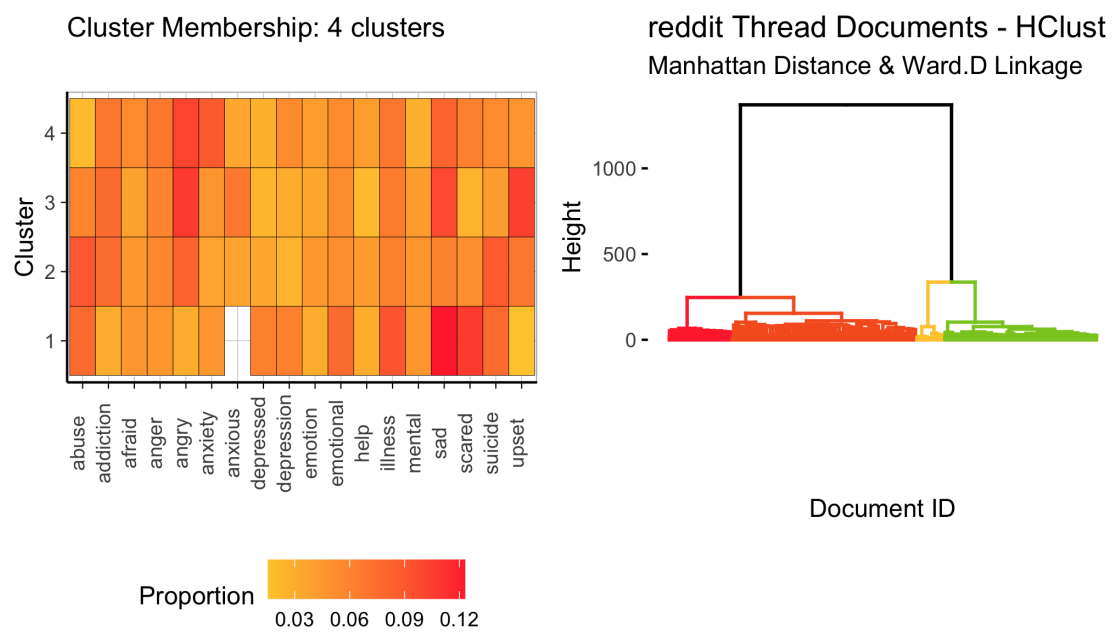 Cluster Membership: 4 clusters
Cluster
4
3
2
1
abuse
addiction
afraid
anger
angry
anxiety
anxious
depressed
depression
emotion
emotional
help
illness
mental
sad
scared
suicide
upset
Proportion
0.03 0.06 0.09 0.12
reddit Thread Documents - HClust
Manhattan Distance & Ward.D Linkage
Height
1000
500
0
Document ID